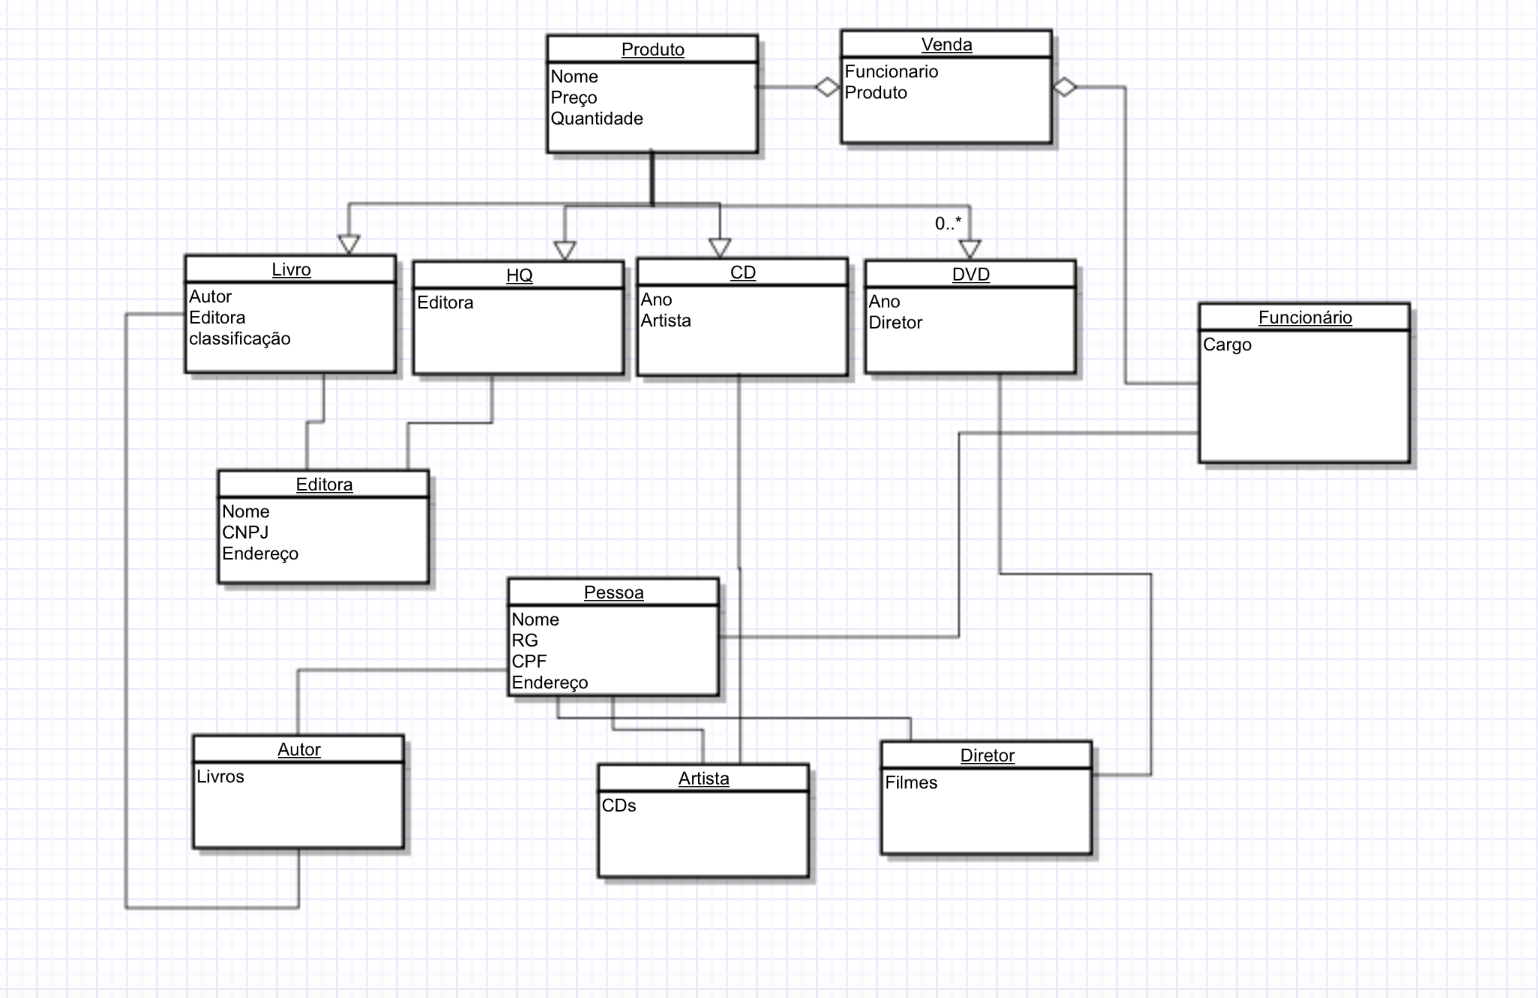 Produto
Nome
Preço
Quantidade
Venda
Funcionario
Produto
0..*
Livro
Autor
Editora
classificação
HQ
Editora
CD
Ano
Artista
DVD
Ano
Diretor
Funcionário
Cargo
Editora
Nome
CNPJ
Endereço
Pessoa
Nome
RG
CPF
Endereço
Autor
Livros
Artista
CDs
Diretor
Filmes